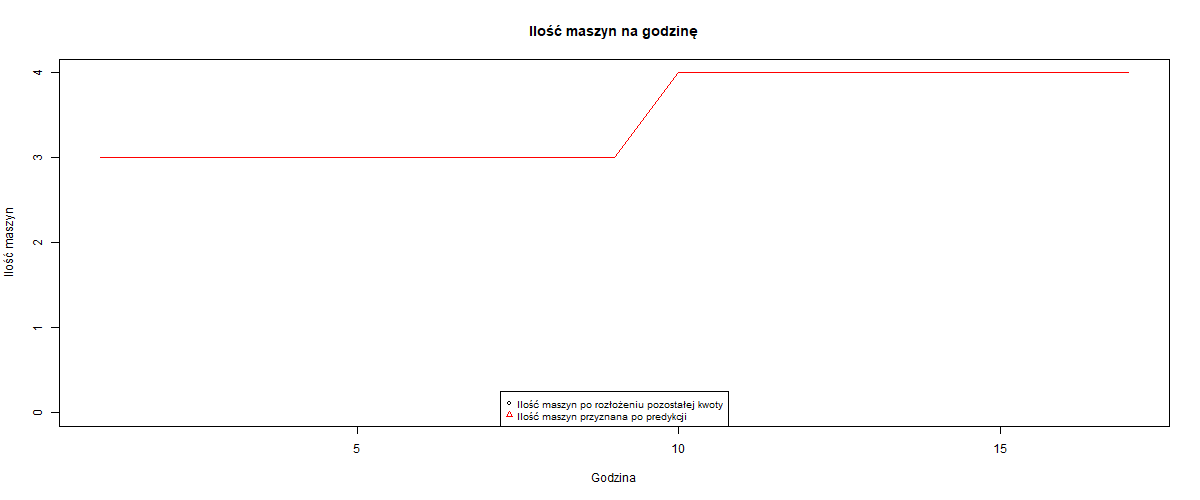 Ilość maszyn na godzinę
Ilość maszyn
4
3
2
1
0
Ilość maszyn po rozłożeniu pozostałej kwoty
Ilość maszyn przyznana po predykcji
5 10 15
Godzina